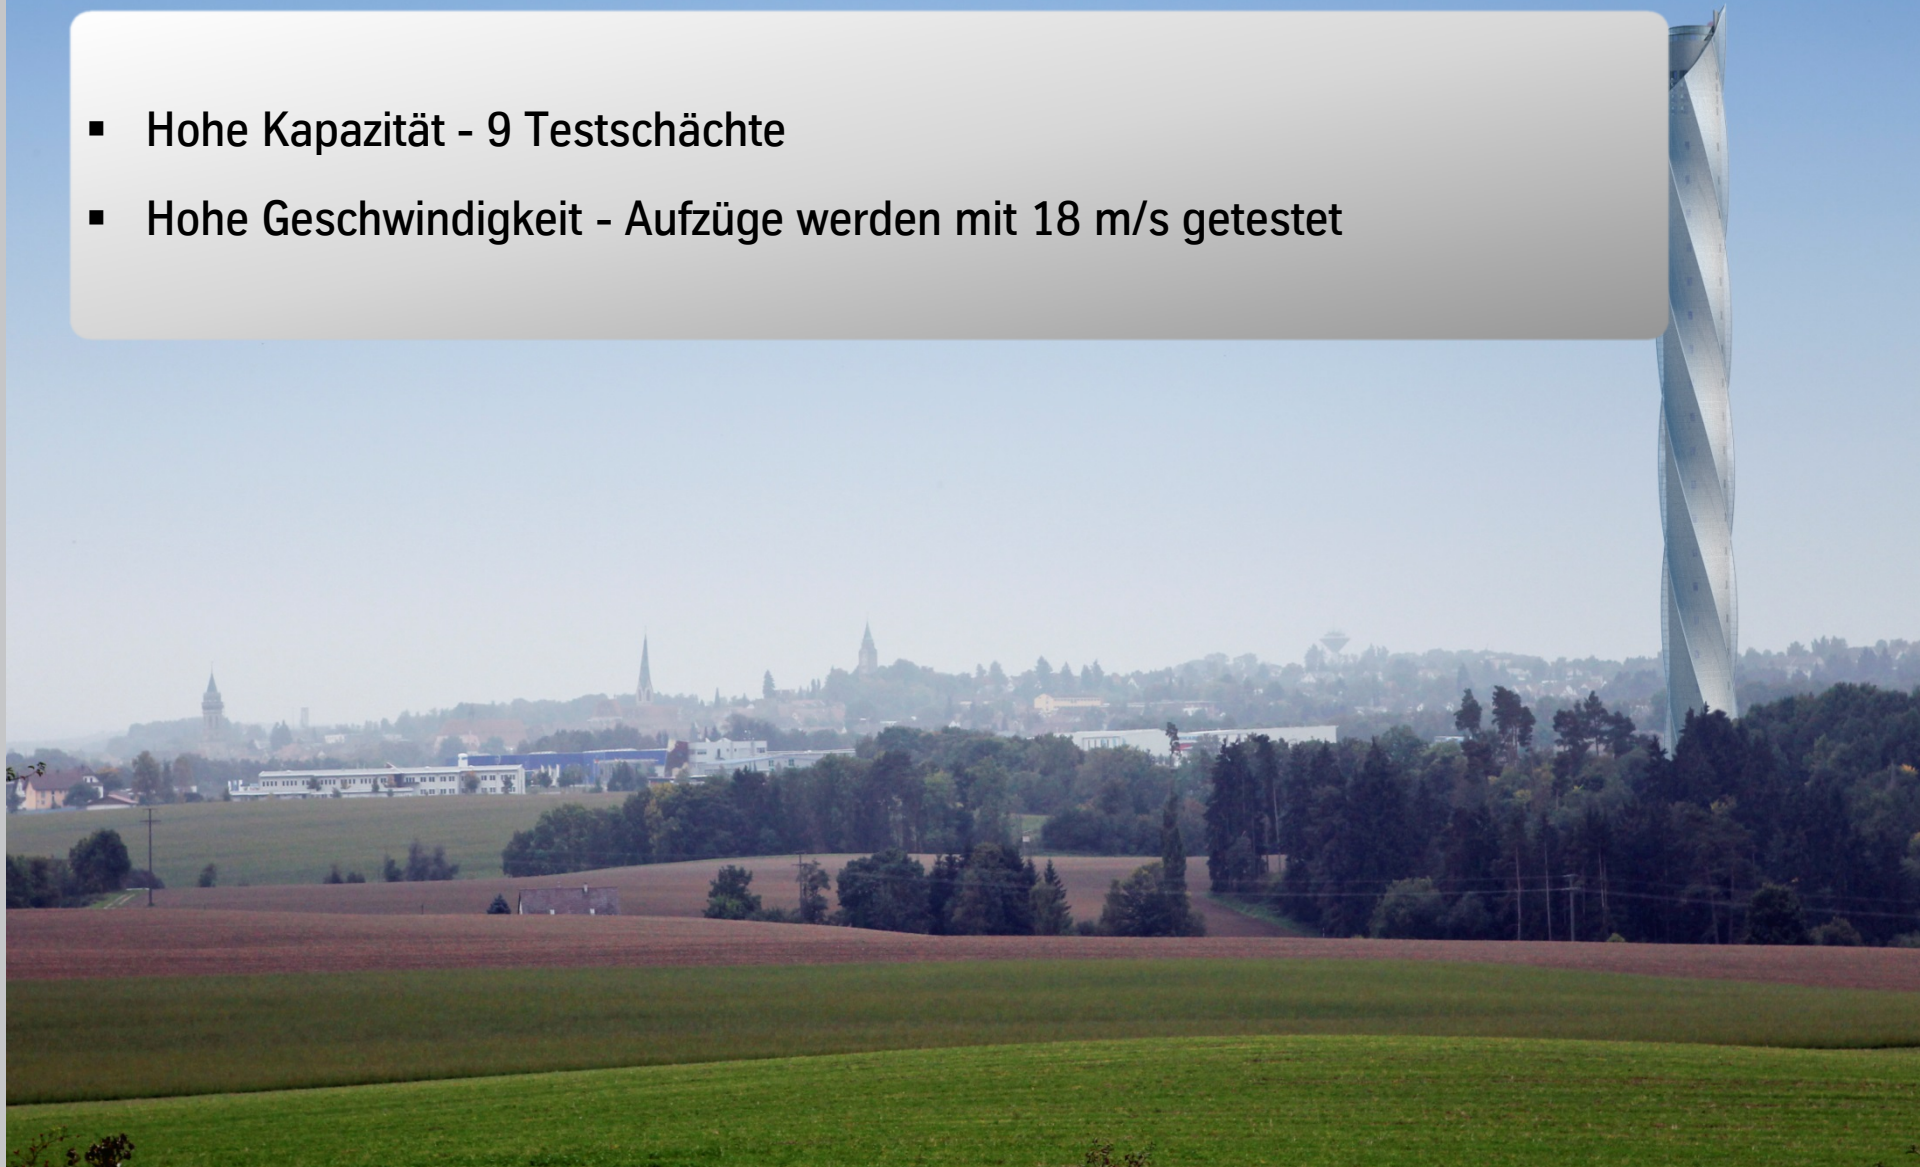 ▪ Hohe Kapazität - 9 Testschächte
▪ Hohe Geschwindigkeit - Aufzüge werden mit 18 m/s getestet